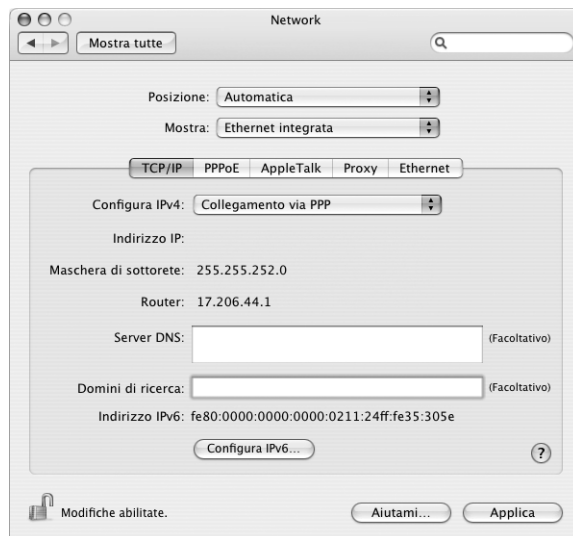 Network
Mostra tutte
Posizione: Automatica
Mostra: Ethernet integrata
TCP/IP PPPoE AppleTalk Proxy Ethernet
Configura IPv4: Collegamento via PPP
Indirizzo IP:
Maschera di sottorete: 255.255.252.0
Router: 17.206.44.1
Server DNS: (Facoltativo)
Domini di ricerca: (Facoltativo)
Indirizzo IPv6: fe80:0000:0000:0000:0211:24ff:fe35:305e
Configura IPv6... ?
Modifiche abilitate. Aiutami... Applica